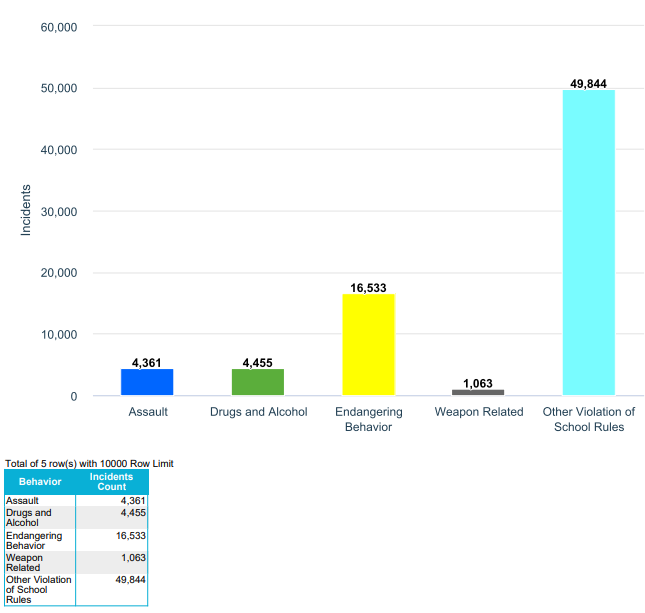 60,000
50,000
40,000
30,000
20,000
10,000
0
Incidents
4,361
4,455
16,533
1,063
49,844
Assault
Drugs and Alcohol
Endangering
Behavior
Weapon Related
Other Violation of
School Rules
Total of 5 row(s) with 10000 Row Limit
Behavior
Incidents
Count
Assault 4,361
Drugs and 4,455
Alcohol
Endangering 16,533
Behavior
Weapon 1,063
Related
Other Violation 49,844
of School
Rules